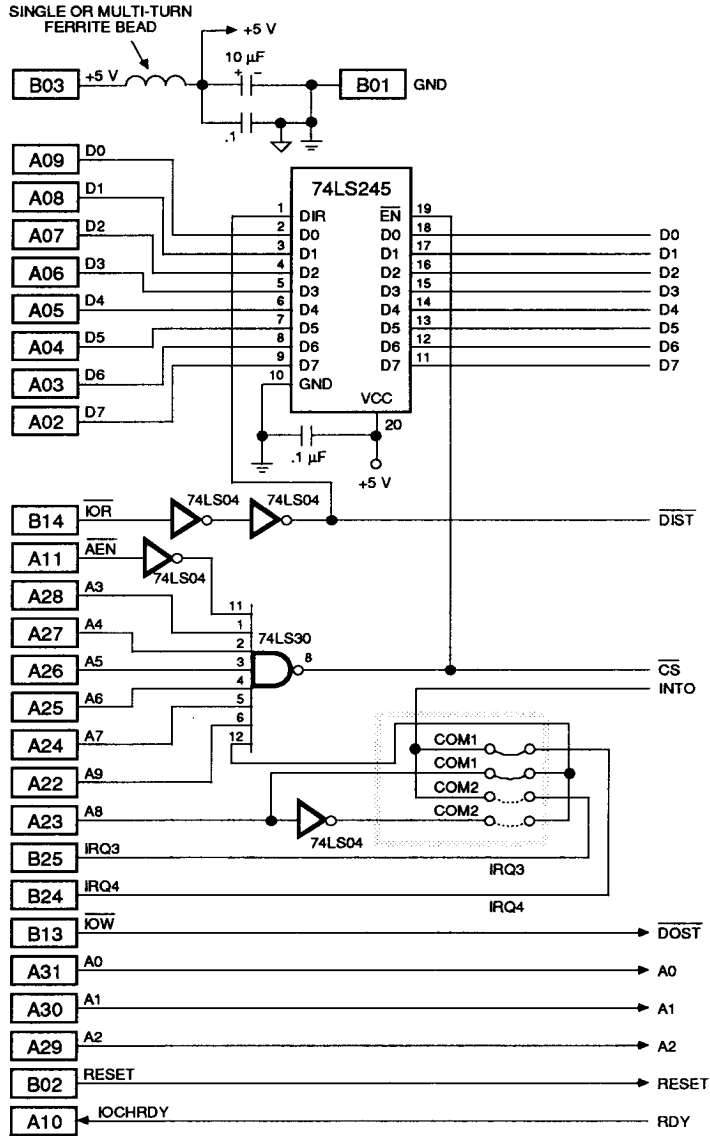 SINGLE OR MULTI-TURN
FERRITE BEAD
+5 V
10 µF
+ −
B03 +5 V
B01 GND
.1
A09 D0
A08 D1
A07 D2
A06 D3
A05 D4
A04 D5
A03 D6
A02 D7
74LS245
1 DIR EN 19
2 D0 D0 18 D0
3 D1 D1 17 D1
4 D2 D2 16 D2
5 D3 D3 15 D3
6 D4 D4 14 D4
7 D5 D5 13 D5
8 D6 D6 12 D6
9 D7 D7 11 D7
10 GND
VCC
20
.1 µF
+5 V
74LS04 74LS04
B14 IOR DIST
A11 AEN
74LS04
A28 A3
A27 A4
A26 A5
A25 A6
A24 A7
A22 A9
A23 A8
11
1
2
3
4
5
6
12
74LS30
8
CS
INTO
COM1
COM1
COM2
COM2
74LS04
B25 IRQ3
IRQ3
B24 IRQ4
IRQ4
B13 IOW DOST
A31 A0 A0
A30 A1 A1
A29 A2 A2
B02 RESET RESET
A10 IOCHRDY RDY